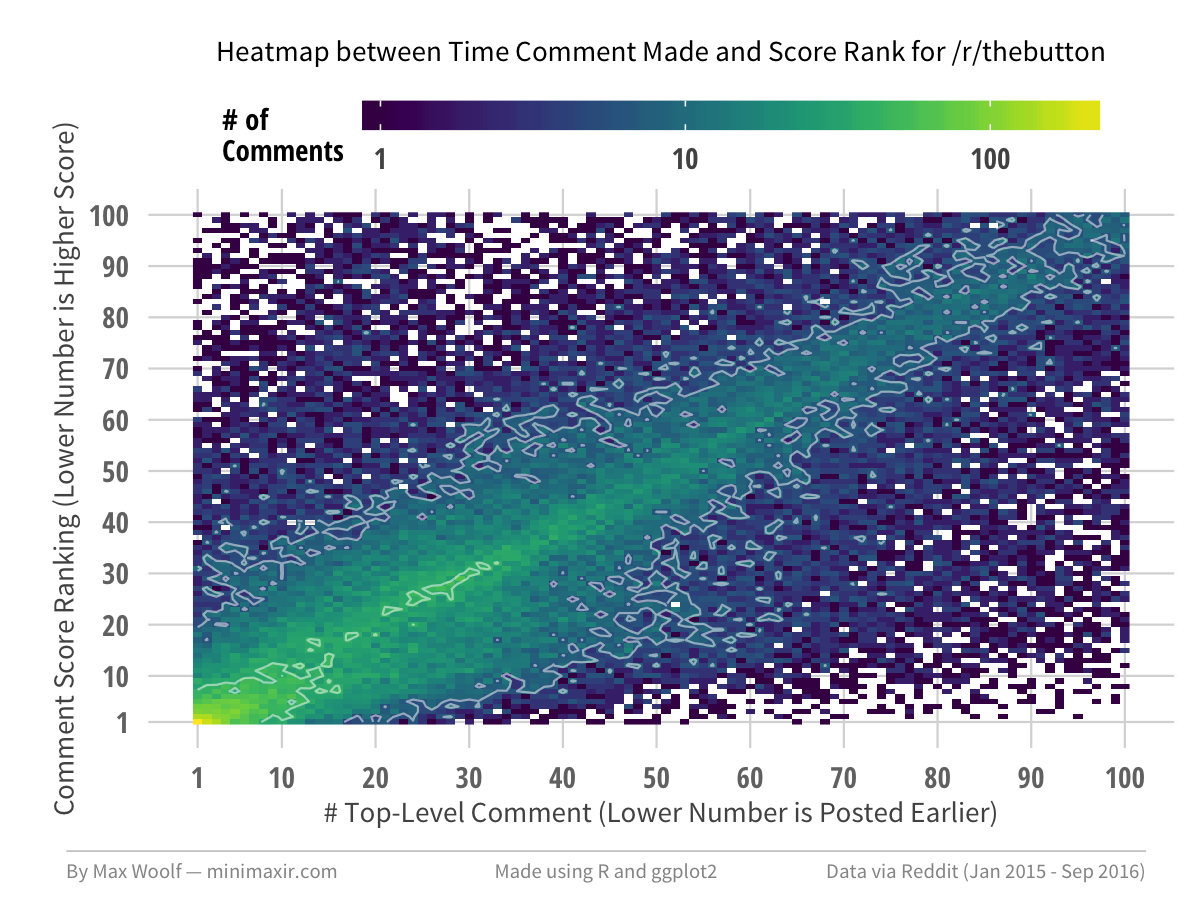 Heatmap between Time Comment Made and Score Rank for /r/thebutton
# of
Comments
1 10 100
Comment Score Ranking (Lower Number is Higher Score)
100
90
80
70
60
50
40
30
20
10
1
1 10 20 30 40 50 60 70 80 90 100
# Top-Level Comment (Lower Number is Posted Earlier)
By Max Woolf — minimaxir.com Made using R and ggplot2 Data via Reddit (Jan 2015 - Sep 2016)